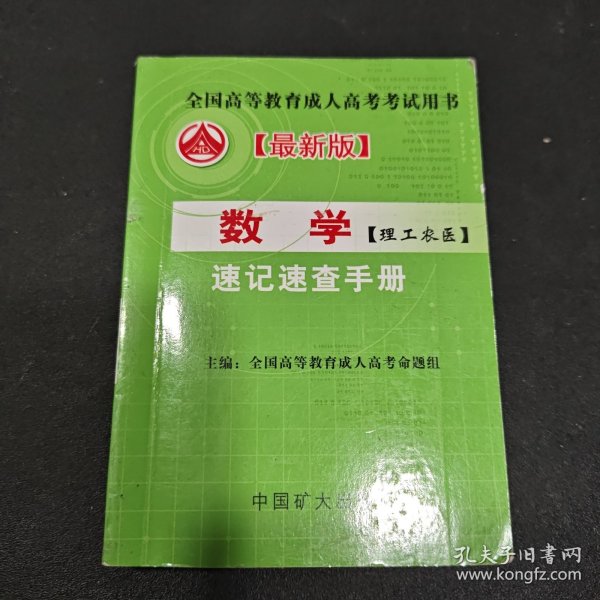 全国高等教育成人高考考试用书
HD
【最新版】
数 学【理工农医】
速记速查手册
主编：全国高等教育成人高考命题组
中国矿大出
孔夫子旧书网
www.kongfz.com